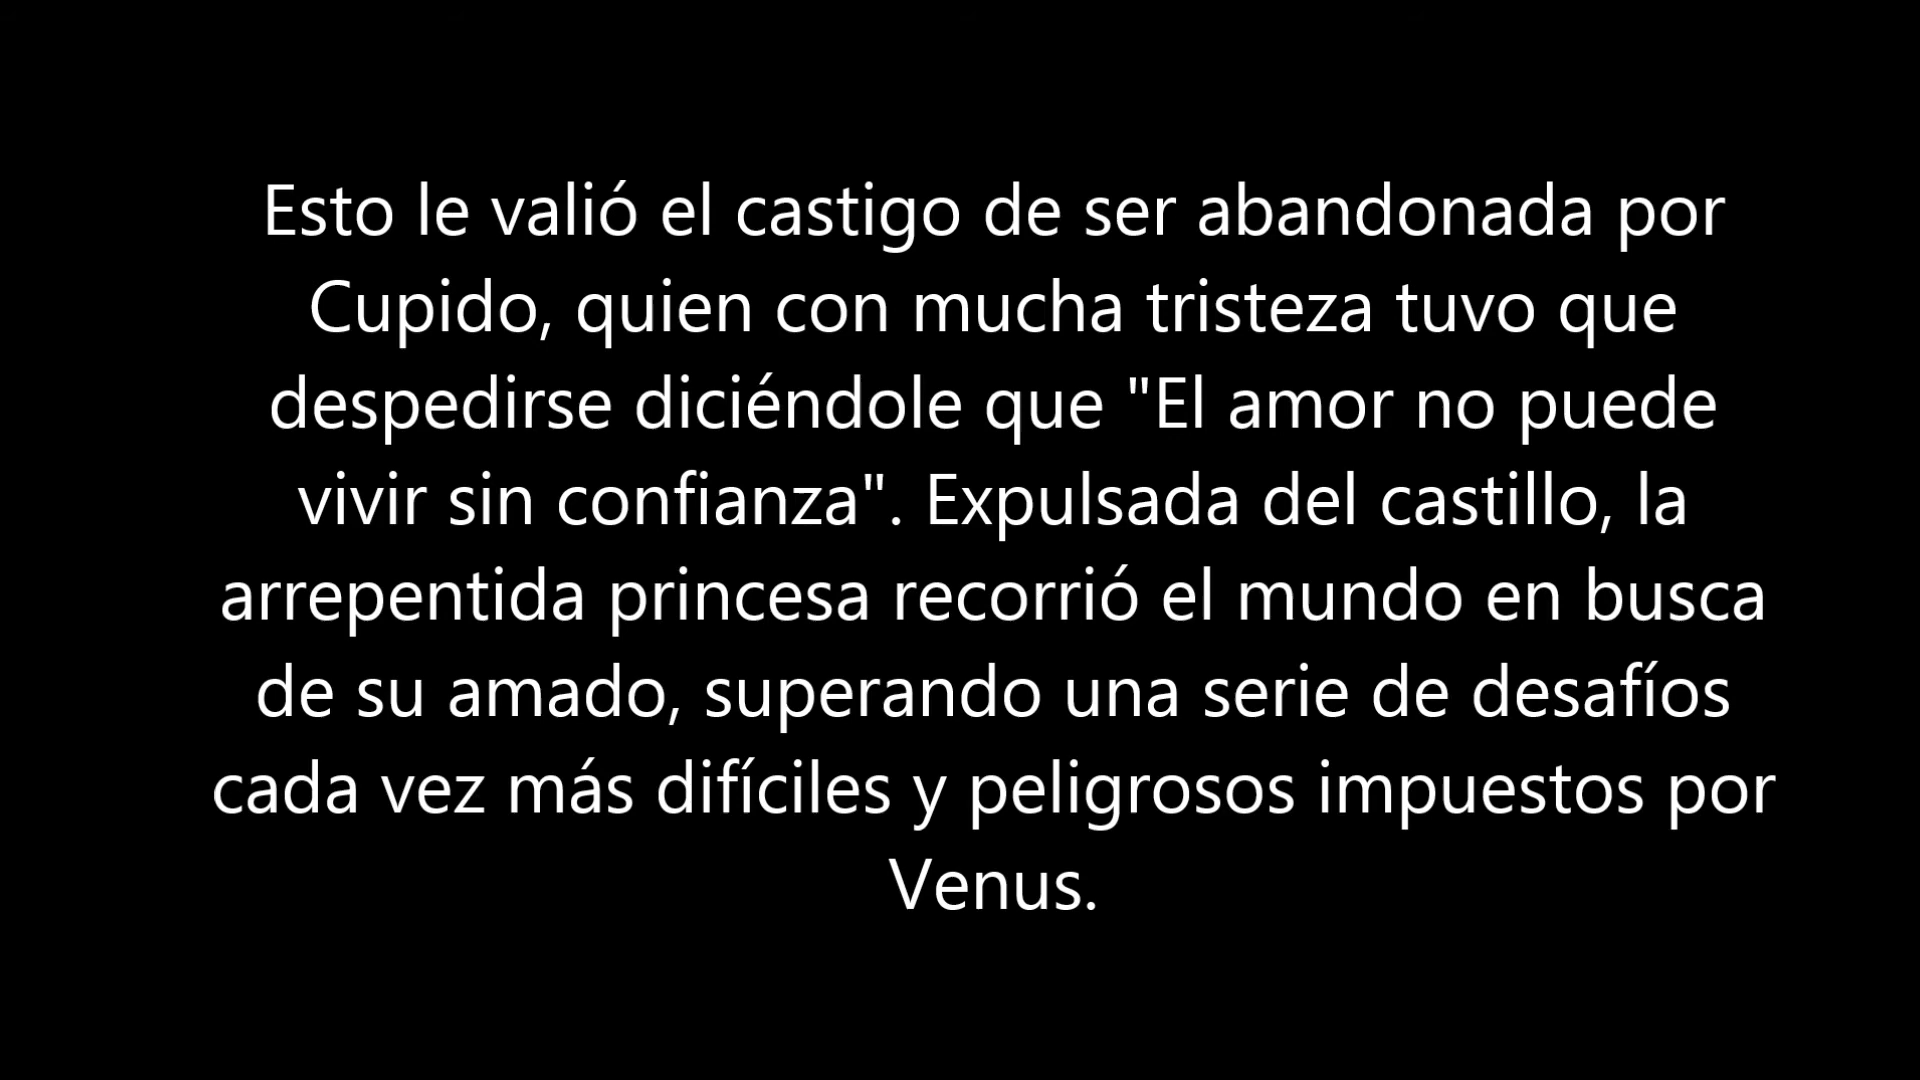 Esto le valió el castigo de ser abandonada por
Cupido, quien con mucha tristeza tuvo que
despedirse diciéndole que "El amor no puede
vivir sin confianza". Expulsada del castillo, la
arrepentida princesa recorrió el mundo en busca
de su amado, superando una serie de desafíos
cada vez más difíciles y peligrosos impuestos por
Venus.